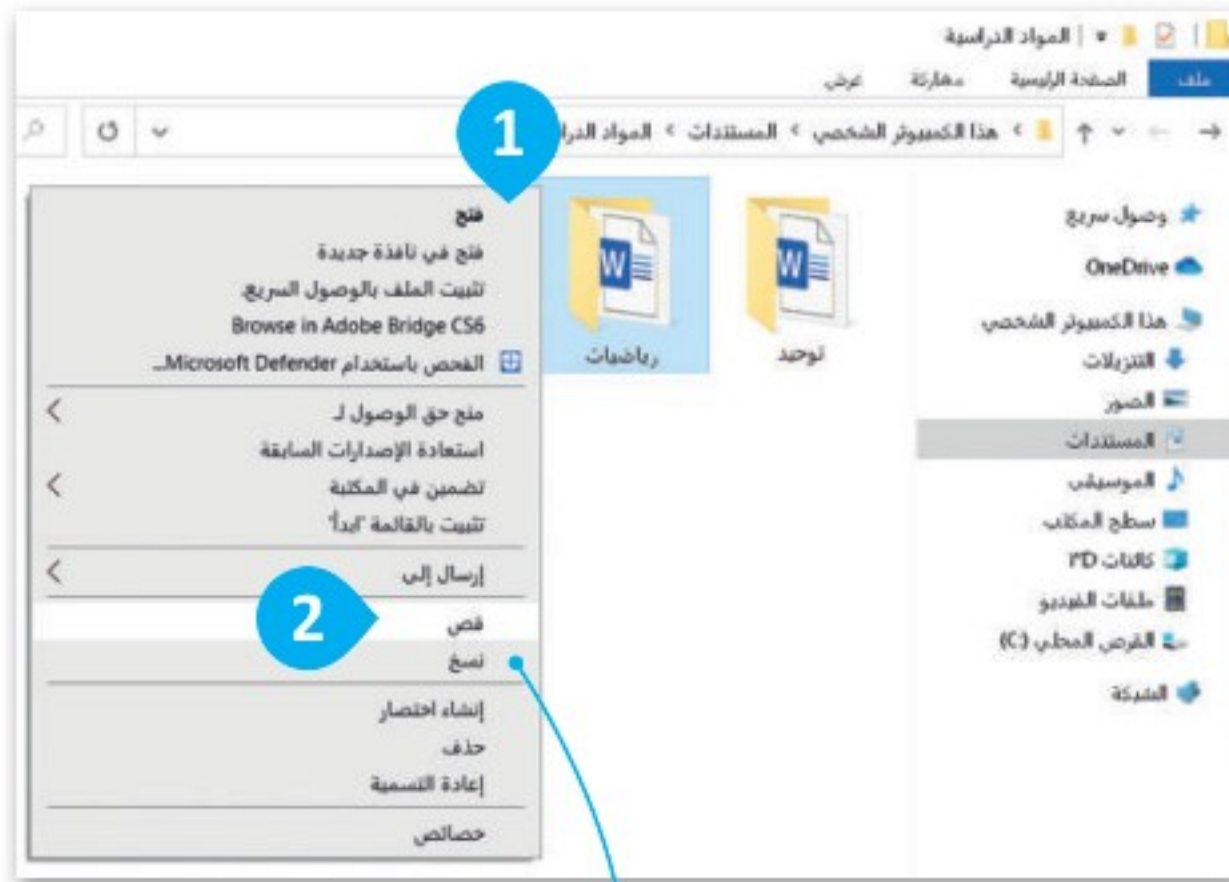 المواد الدراسية
ملف الصفحة الرئيسية مشاركة عرض
هذا الكمبيوتر الشخصي > المستندات > المواد الدرا
1
وصول سريع
OneDrive
هذا الكمبيوتر الشخصي
التنزيلات
الصور
المستندات
الموسيقى
سطح المكتب
كائنات ٣D
ملفات الفيديو
القرص المحلي (C:)
الشبكة
توحيد
رياضيات
فتح
فتح في نافذة جديدة
تثبيت الملف بالوصول السريع.
Browse in Adobe Bridge CS6
الفحص باستخدام Microsoft Defender...
منح حق الوصول لـ
استعادة الإصدارات السابقة
تضمين في المكتبة
تثبيت بالقائمة "ابدأ"
إرسال إلى
2
قص
نسخ
إنشاء اختصار
حذف
إعادة التسمية
خصائص